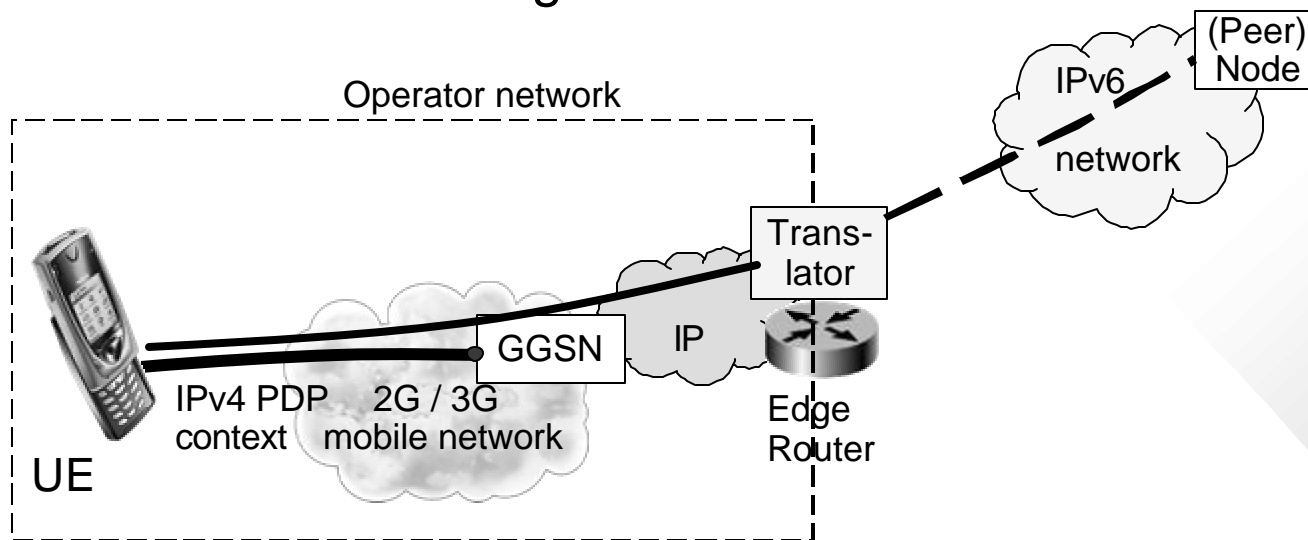 (Peer)
Node
IPv6
network
Operator network
Trans-
lator
GGSN
IP
IPv4 PDP
context
2G / 3G
mobile network
Edge
Router
UE